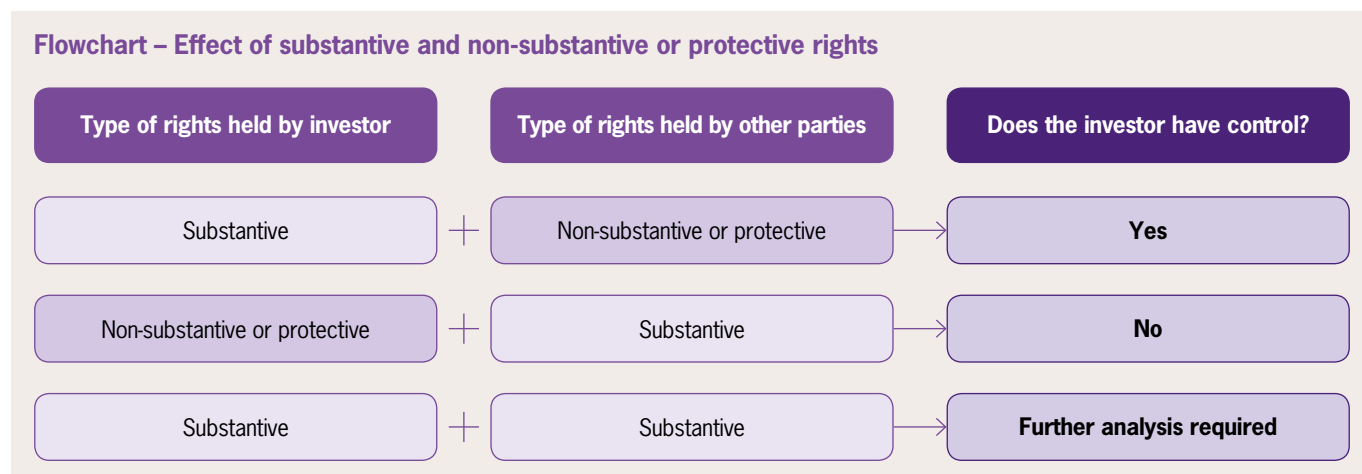 Flowchart – Effect of substantive and non-substantive or protective rights
Type of rights held by investor
Type of rights held by other parties
Does the investor have control?
Substantive
Non-substantive or protective
Yes
Non-substantive or protective
Substantive
No
Substantive
Substantive
Further analysis required